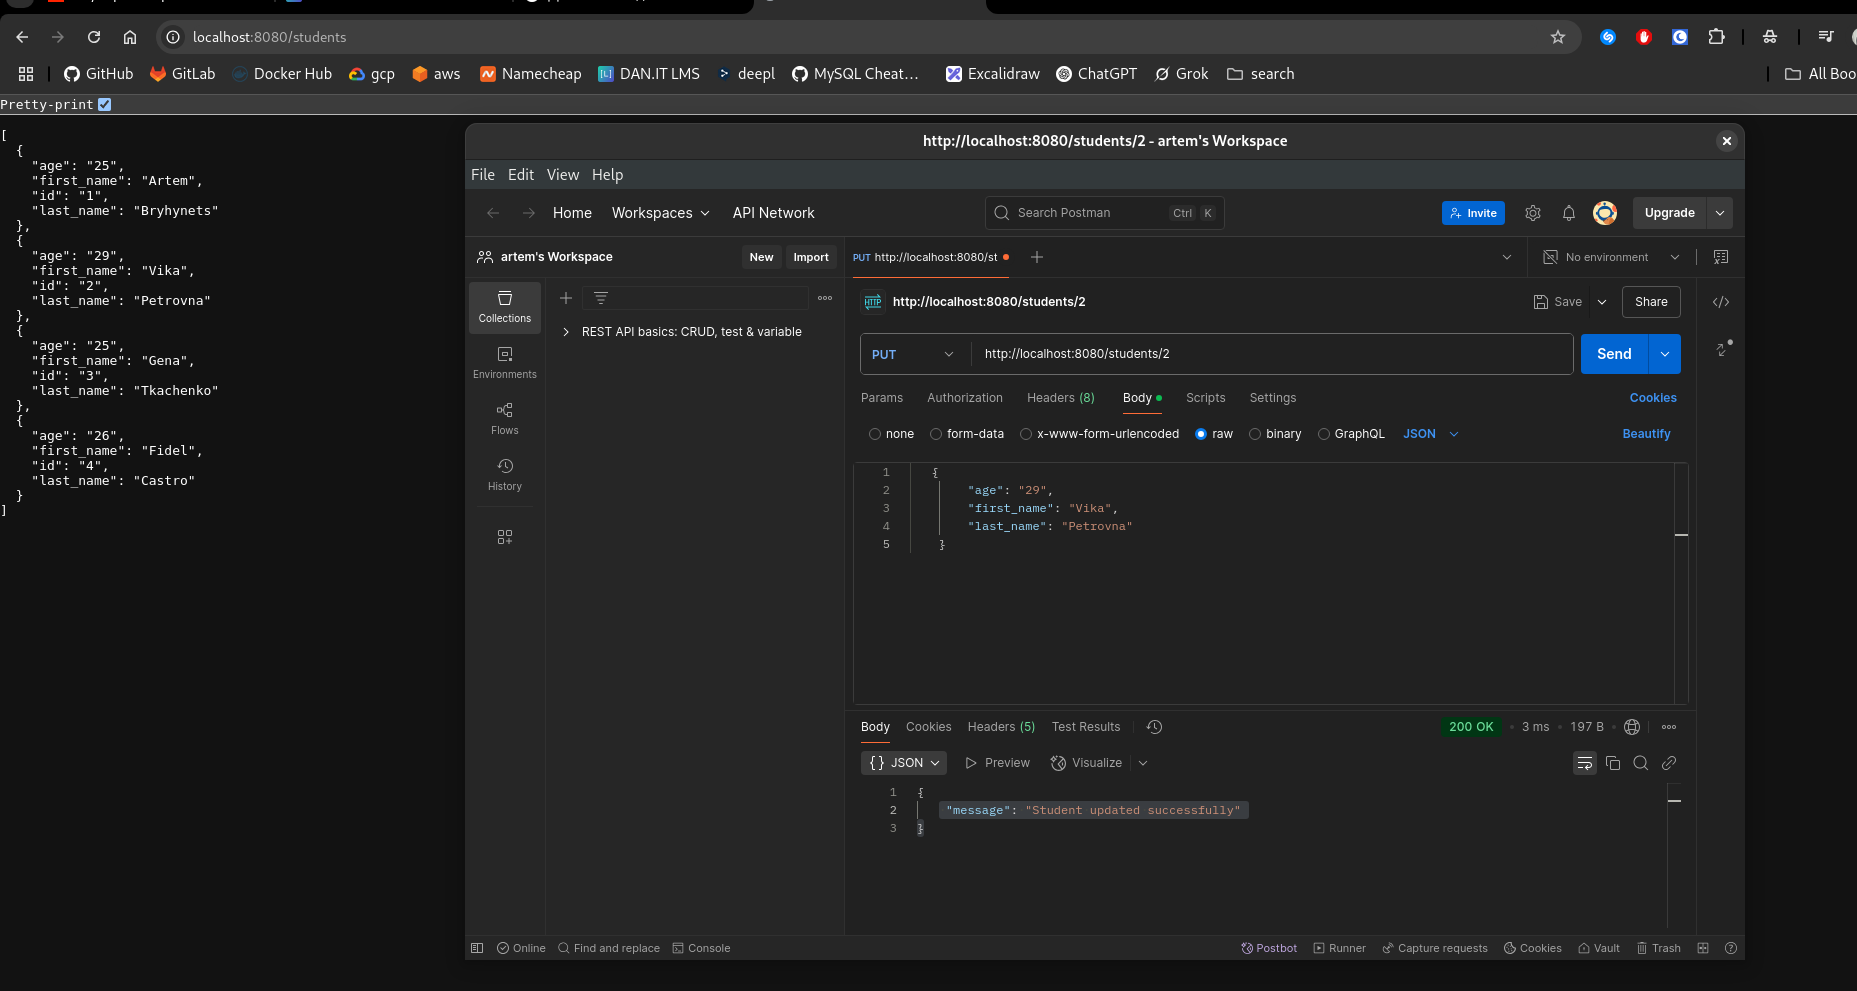 localhost:8080/students
GitHub GitLab Docker Hub gcp aws Namecheap DAN.IT LMS deepl MySQL Cheat... Excalidraw ChatGPT Grok search All Boo
Pretty-print
[
  {
    "age": "25",
    "first_name": "Artem",
    "id": "1",
    "last_name": "Bryhynets"
  },
  {
    "age": "29",
    "first_name": "Vika",
    "id": "2",
    "last_name": "Petrovna"
  },
  {
    "age": "25",
    "first_name": "Gena",
    "id": "3",
    "last_name": "Tkachenko"
  },
  {
    "age": "26",
    "first_name": "Fidel",
    "id": "4",
    "last_name": "Castro"
  }
]
http://localhost:8080/students/2 - artem's Workspace
File Edit View Help
Home Workspaces API Network Search Postman Ctrl K Invite Upgrade
artem's Workspace New Import
PUT http://localhost:8080/st No environment
Collections
Environments
Flows
History
REST API basics: CRUD, test & variable
HTTP http://localhost:8080/students/2 Save Share
PUT http://localhost:8080/students/2 Send
Params Authorization Headers (8) Body Scripts Settings Cookies
none form-data x-www-form-urlencoded raw binary GraphQL JSON Beautify
1 {
2 "age": "29",
3 "first_name": "Vika",
4 "last_name": "Petrovna"
5 }
Body Cookies Headers (5) Test Results 200 OK 3 ms 197 B
{} JSON Preview Visualize
1 {
2 "message": "Student updated successfully"
3 }
Online Find and replace Console Postbot Runner Capture requests Cookies Vault Trash